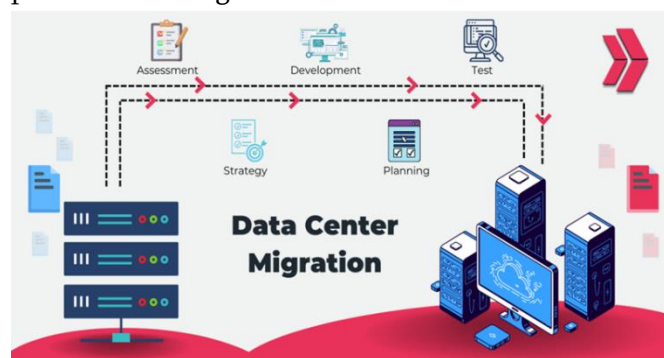 Assessment
Development
Test
Strategy
Planning
Data Center
Migration